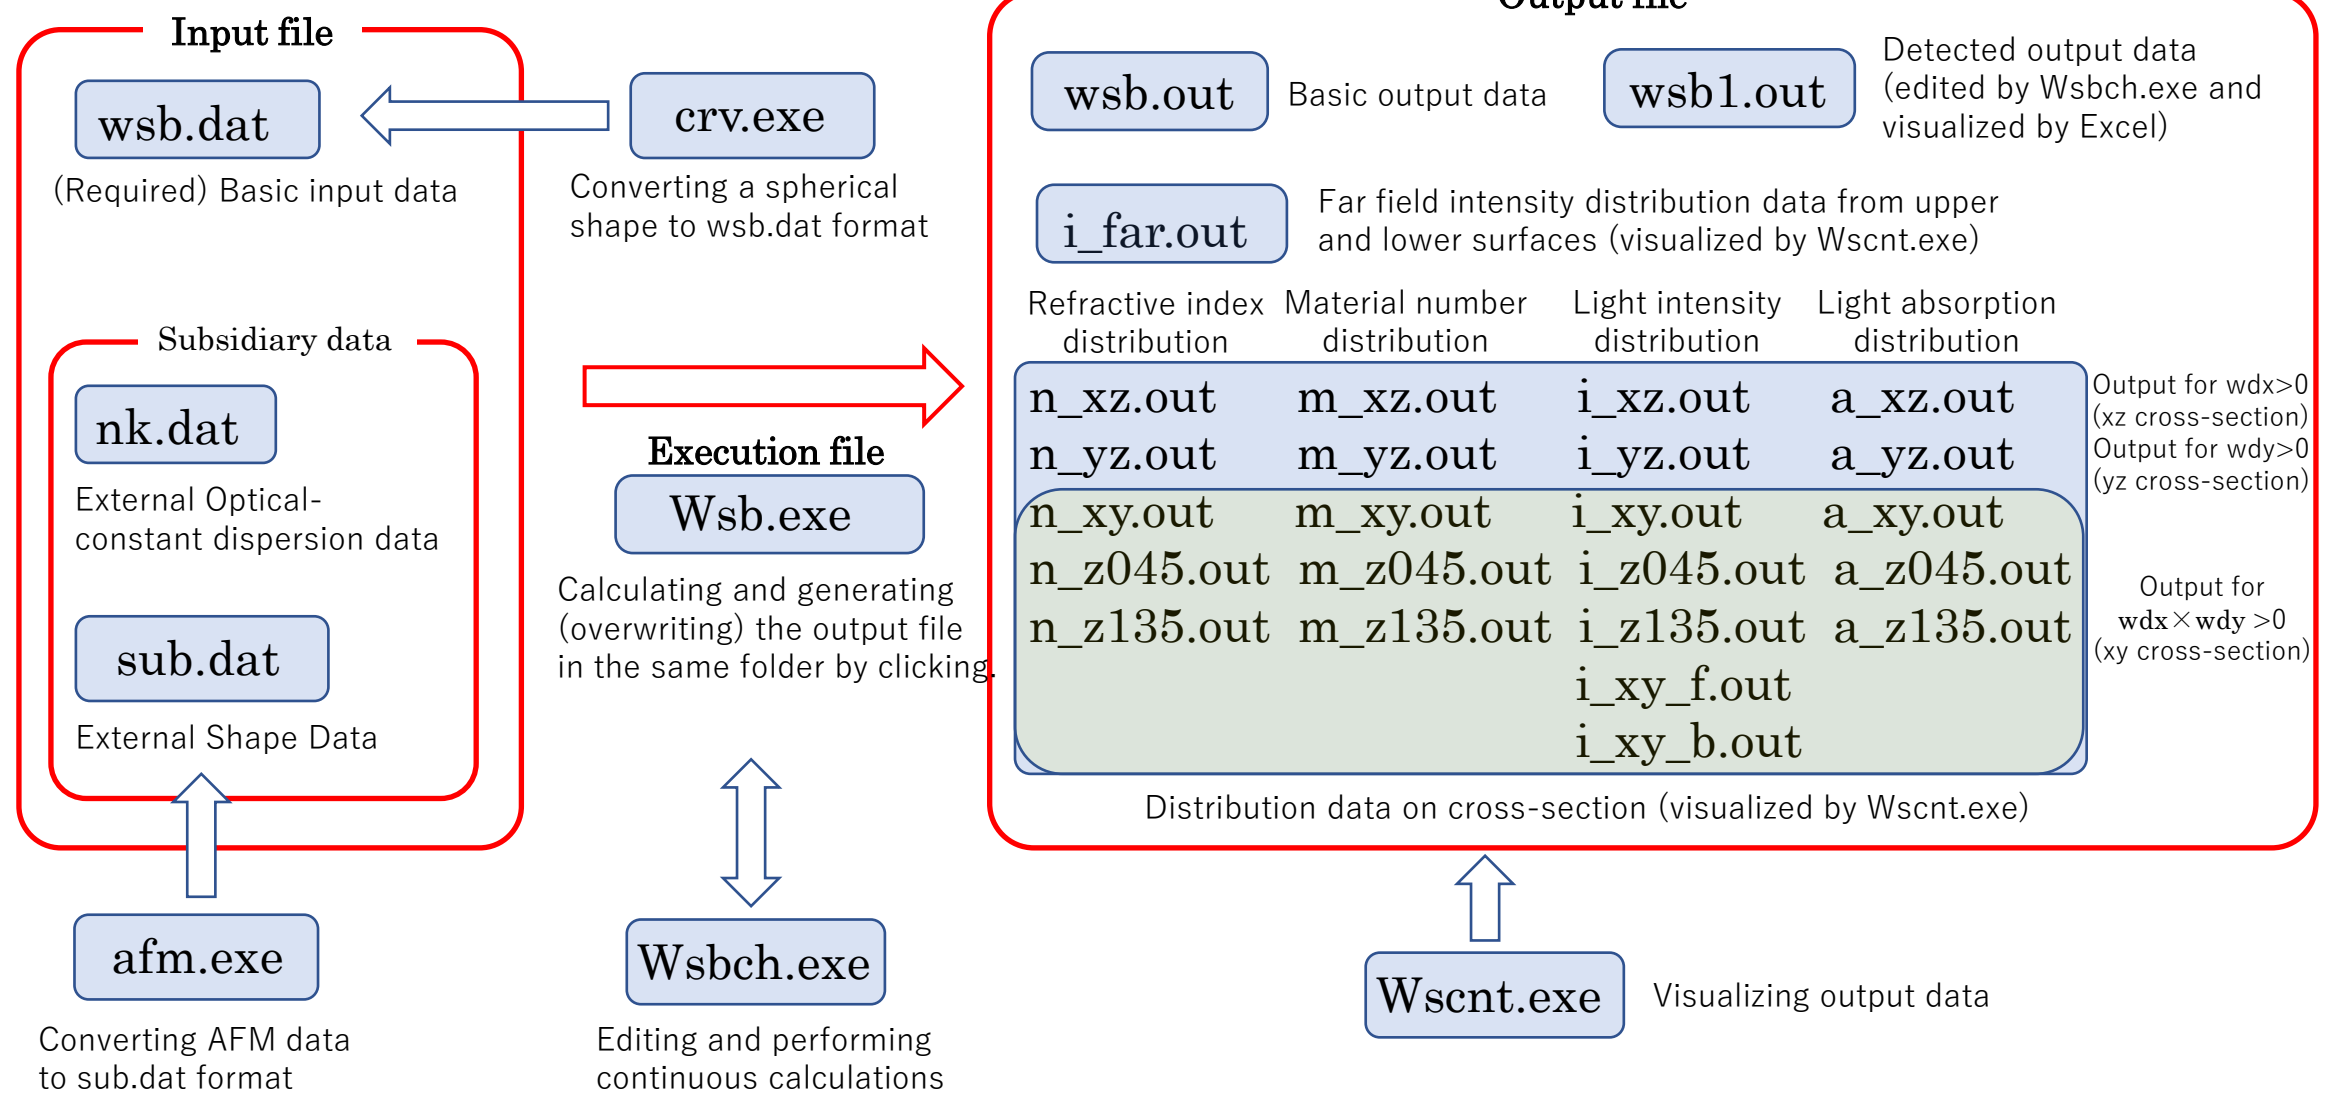 Input file
wsb.dat
(Required) Basic input data
crv.exe
Converting a spherical
shape to wsb.dat format
Subsidiary data
nk.dat
External Optical-
constant dispersion data
sub.dat
External Shape Data
afm.exe
Converting AFM data
to sub.dat format
Execution file
Wsb.exe
Calculating and generating
(overwriting) the output file
in the same folder by clicking.
Wsbch.exe
Editing and performing
continuous calculations
Output file
wsb.out
Basic output data
wsb1.out
Detected output data
(edited by Wsbch.exe and
visualized by Excel)
i_far.out
Far field intensity distribution data from upper
and lower surfaces (visualized by Wscnt.exe)
Refractive index Material number Light intensity Light absorption
distribution distribution distribution distribution
n_xz.out m_xz.out i_xz.out a_xz.out
n_yz.out m_yz.out i_yz.out a_yz.out
n_xy.out m_xy.out i_xy.out a_xy.out
n_z045.out m_z045.out i_z045.out a_z045.out
n_z135.out m_z135.out i_z135.out a_z135.out
i_xy_f.out
i_xy_b.out
Output for wdx>0
(xz cross-section)
Output for wdy>0
(yz cross-section)
Output for
wdx×wdy >0
(xy cross-section)
Distribution data on cross-section (visualized by Wscnt.exe)
Wscnt.exe
Visualizing output data